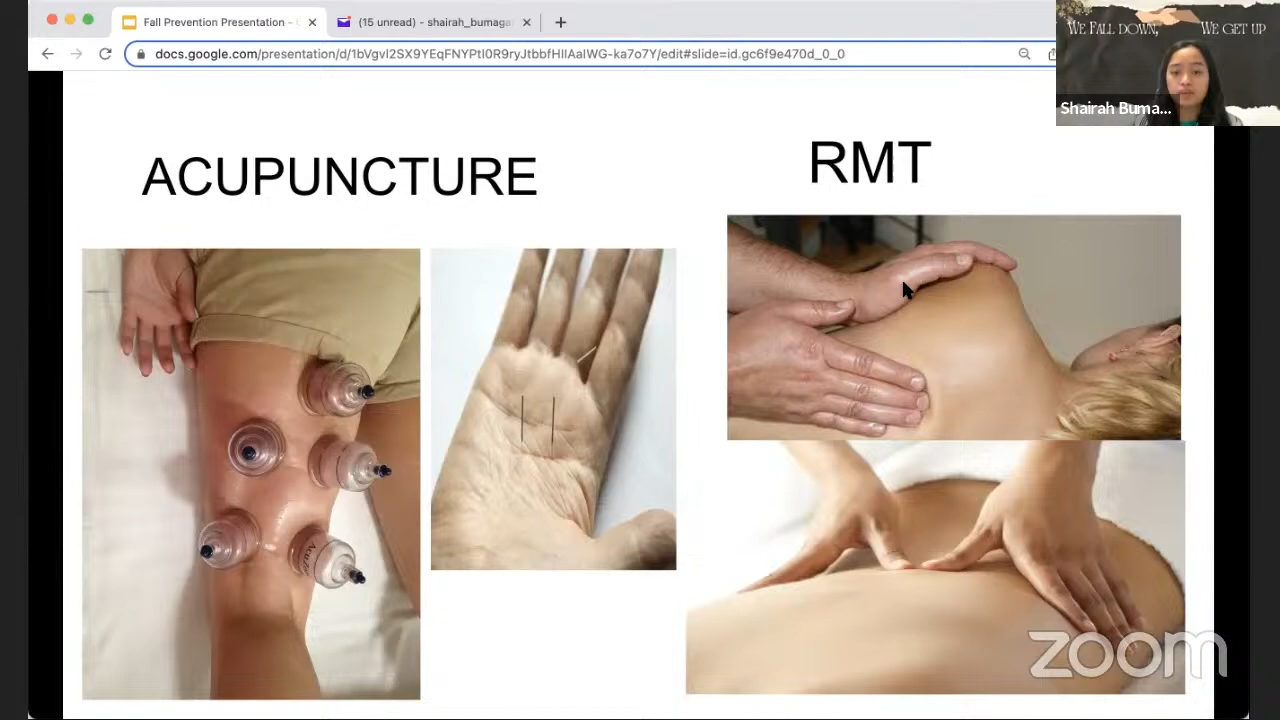 Fall Prevention Presentation –
(15 unread) - shairah_bumaga
docs.google.com/presentation/d/1bVgvl2SX9YEqFNYPtI0R9ryJtbbfHIIAaIWG-ka7o7Y/edit#slide=id.gc6f9e470d_0_0
WE FALL DOWN, WE GET UP
Shairah Buma...
ACUPUNCTURE
RMT
zoom